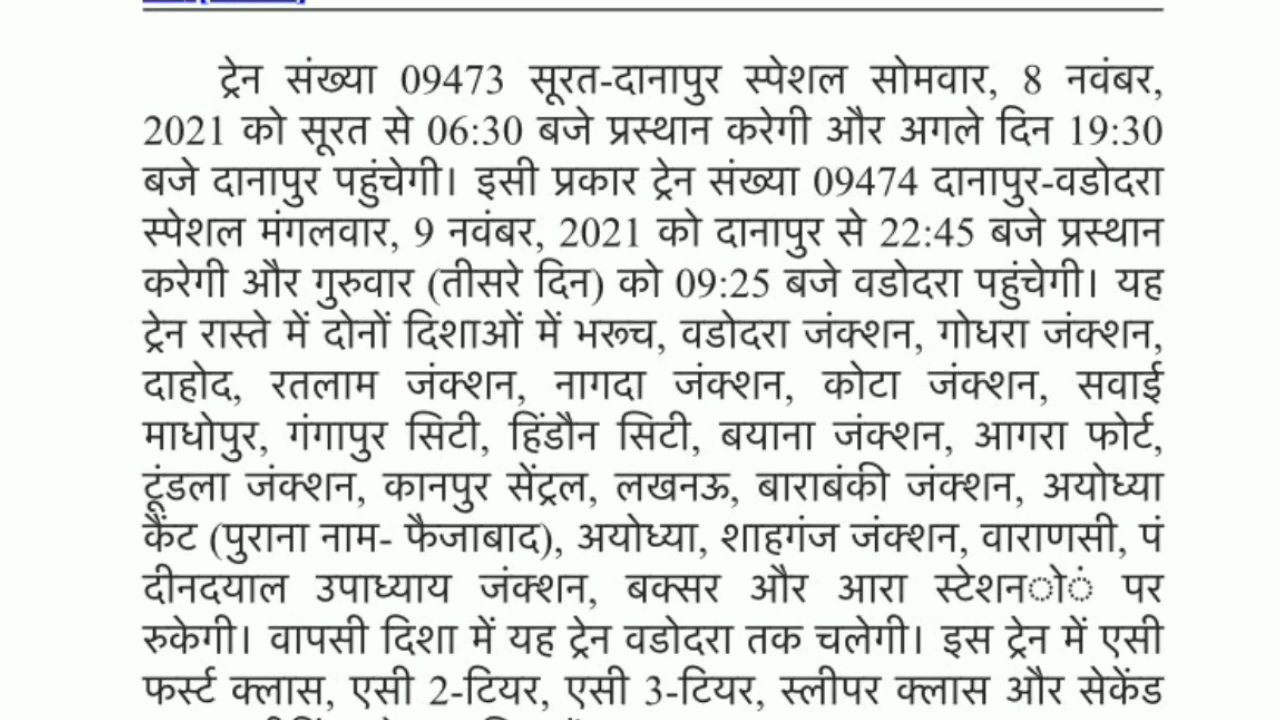 ट्रेन संख्या 09473 सूरत-दानापुर स्पेशल सोमवार, 8 नवंबर,
2021 को सूरत से 06:30 बजे प्रस्थान करेगी और अगले दिन 19:30
बजे दानापुर पहुंचेगी। इसी प्रकार ट्रेन संख्या 09474 दानापुर-वडोदरा
स्पेशल मंगलवार, 9 नवंबर, 2021 को दानापुर से 22:45 बजे प्रस्थान
करेगी और गुरुवार (तीसरे दिन) को 09:25 बजे वडोदरा पहुंचेगी। यह
ट्रेन रास्ते में दोनों दिशाओं में भरूच, वडोदरा जंक्शन, गोधरा जंक्शन,
दाहोद, रतलाम जंक्शन, नागदा जंक्शन, कोटा जंक्शन, सवाई
माधोपुर, गंगापुर सिटी, हिंडौन सिटी, बयाना जंक्शन, आगरा फोर्ट,
टूंडला जंक्शन, कानपुर सेंट्रल, लखनऊ, बाराबंकी जंक्शन, अयोध्या
कैंट (पुराना नाम- फैजाबाद), अयोध्या, शाहगंज जंक्शन, वाराणसी, पं
दीनदयाल उपाध्याय जंक्शन, बक्सर और आरा स्टेशनों पर
रुकेगी। वापसी दिशा में यह ट्रेन वडोदरा तक चलेगी। इस ट्रेन में एसी
फर्स्ट क्लास, एसी 2-टियर, एसी 3-टियर, स्लीपर क्लास और सेकेंड